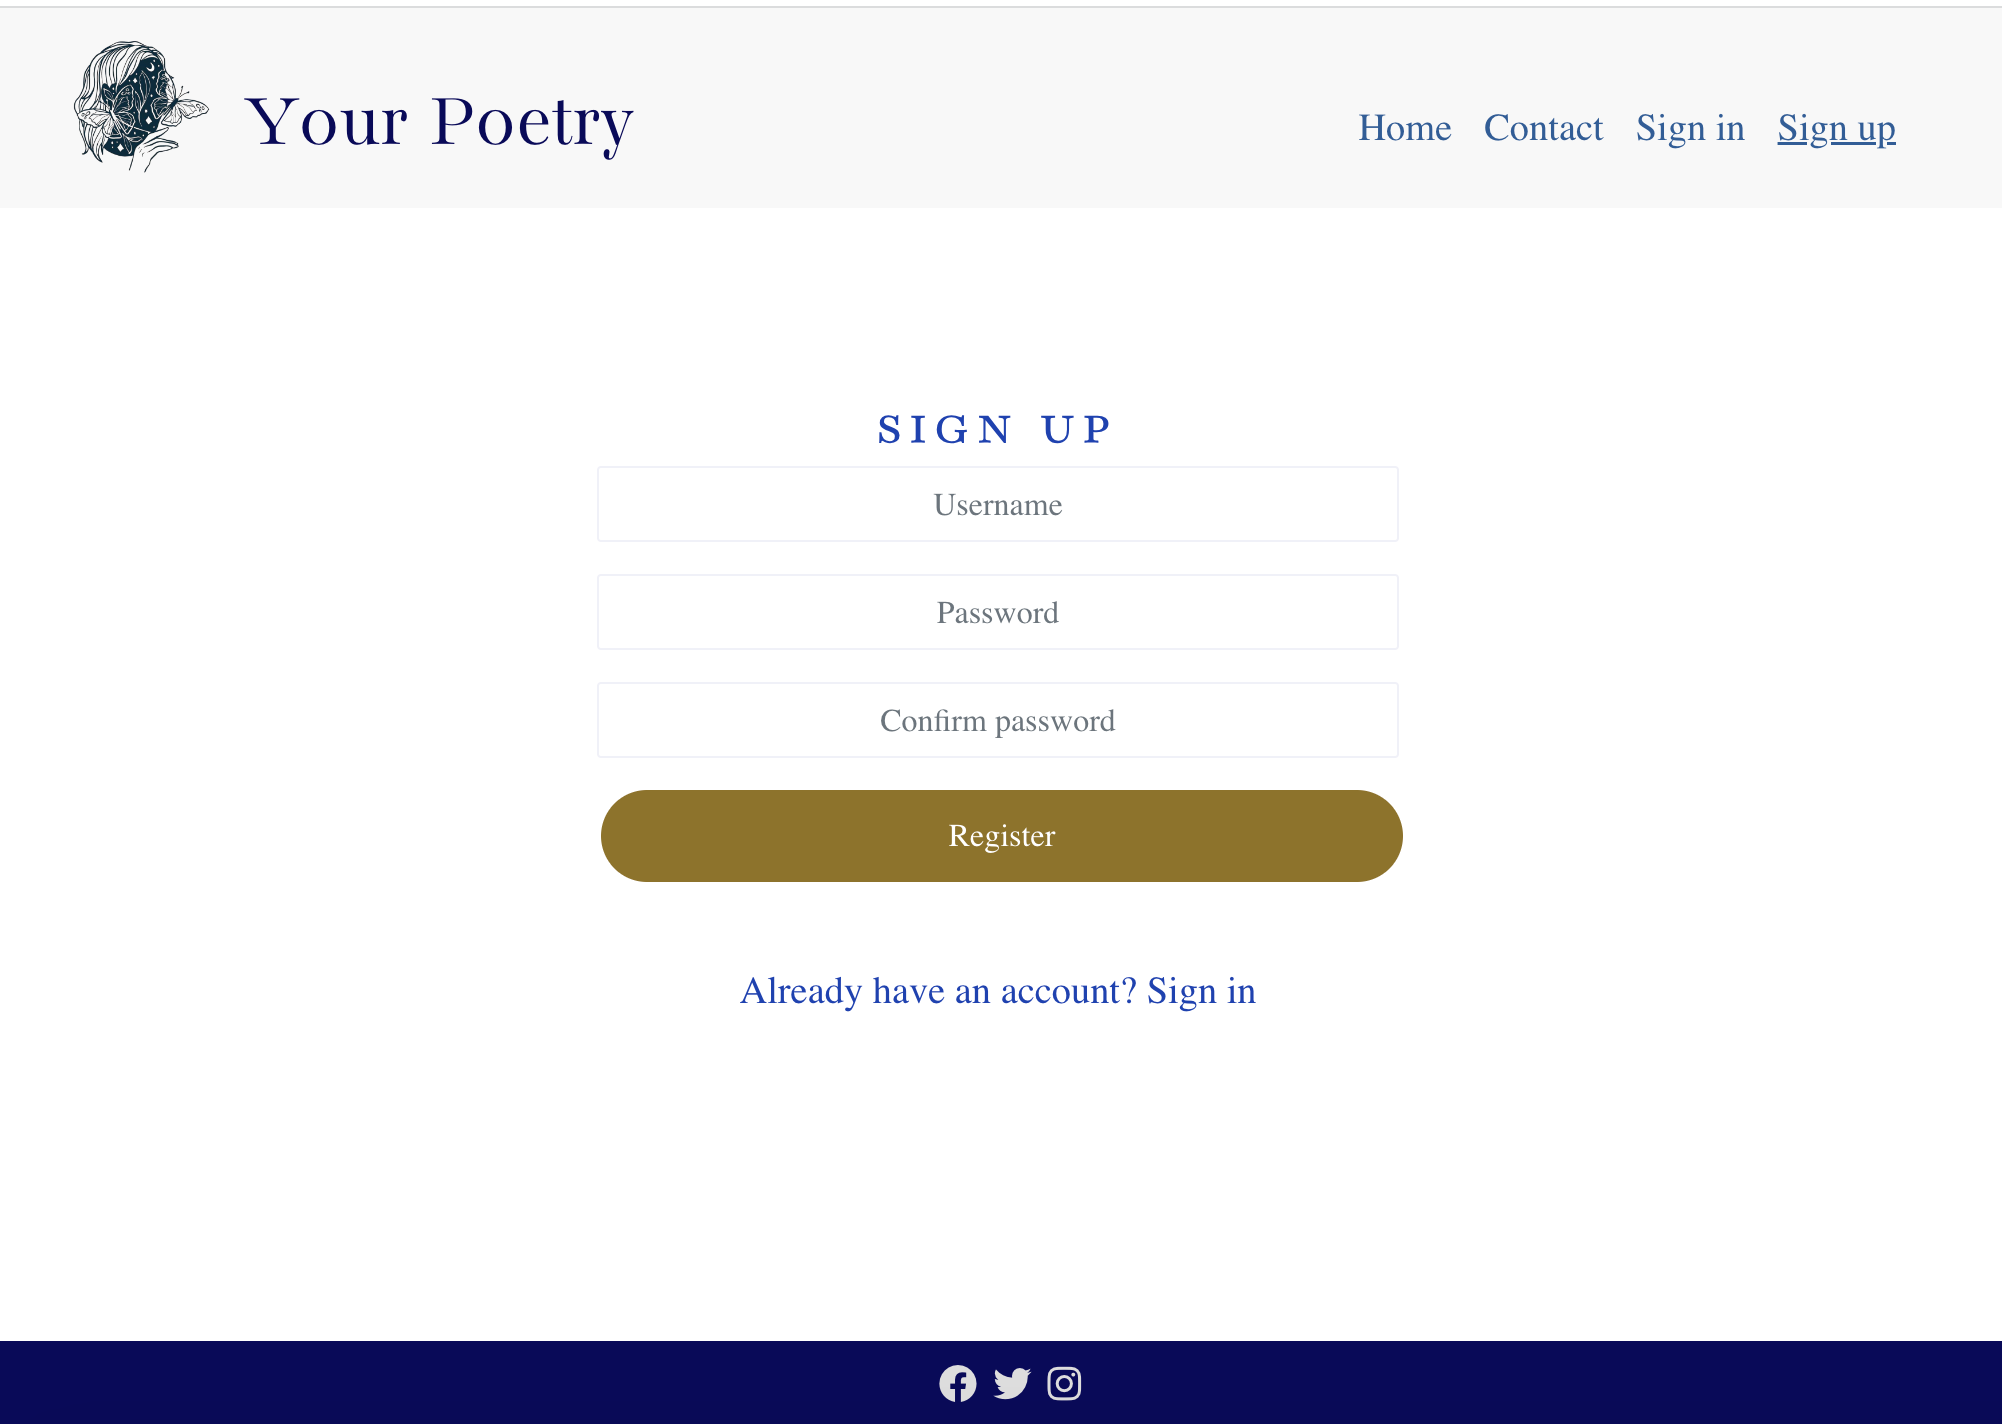 Your Poetry
Home Contact Sign in Sign up
SIGN UP
Username
Password
Confirm password
Register
Already have an account? Sign in